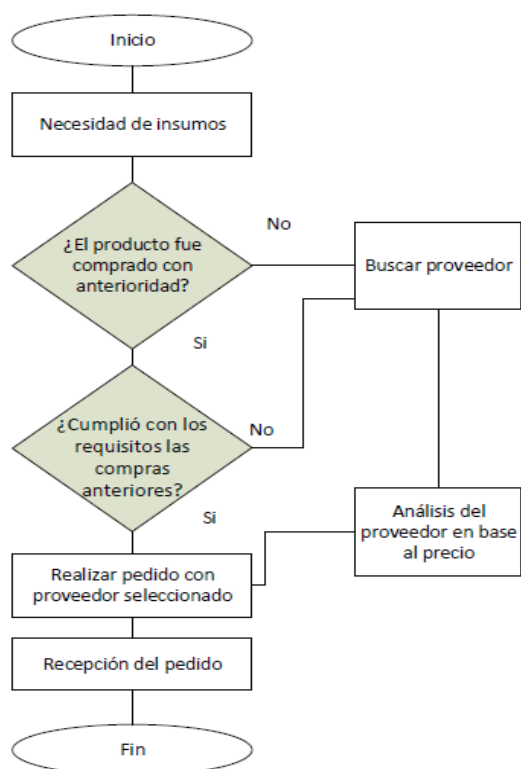 Inicio
Necesidad de insumos
¿El producto fue
comprado con
anterioridad?
No
Buscar proveedor
Si
¿Cumplió con los
requisitos las
compras
anteriores?
No
Si
Análisis del
proveedor en base
al precio
Realizar pedido con
proveedor seleccionado
Recepción del pedido
Fin